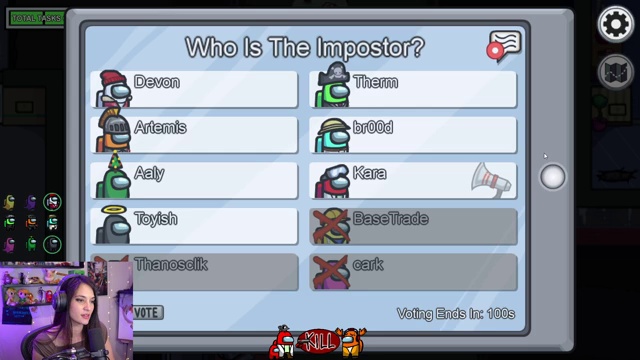 TOTAL TASKS
Who Is The Impostor?
Devon
Therm
Artemis
br00d
Aaly
Kara
Toyish
BaseTrade
Thanosclik
cark
VOTE
Voting Ends In: 100s
KILL